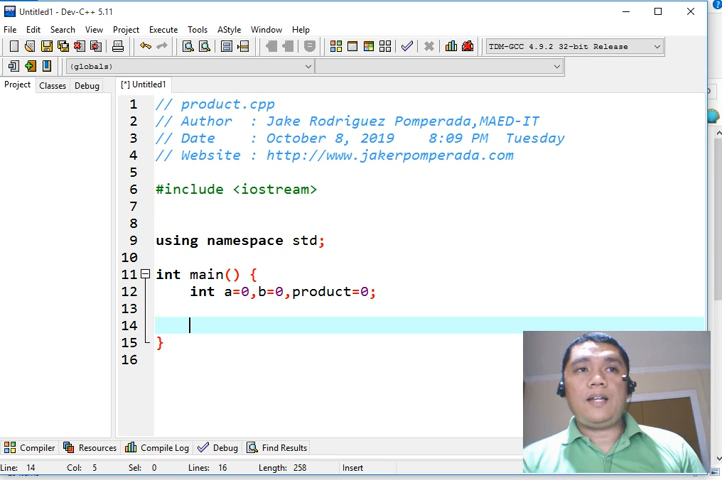 Untitled1 - Dev-C++ 5.11
File Edit Search View Project Execute Tools AStyle Window Help
TDM-GCC 4.9.2 32-bit Release
(globals)
Project Classes Debug [*] Untitled1
1 // product.cpp
2 // Author : Jake Rodriguez Pomperada,MAED-IT
3 // Date : October 8, 2019 8:09 PM Tuesday
4 // Website : http://www.jakerpomperada.com
5
6 #include <iostream>
7
8
9 using namespace std;
10
11 int main() {
12 int a=0,b=0,product=0;
13
14
15 }
16
Compiler Resources Compile Log Debug Find Results
Line: 14 Col: 5 Sel: 0 Lines: 16 Length: 258 Insert